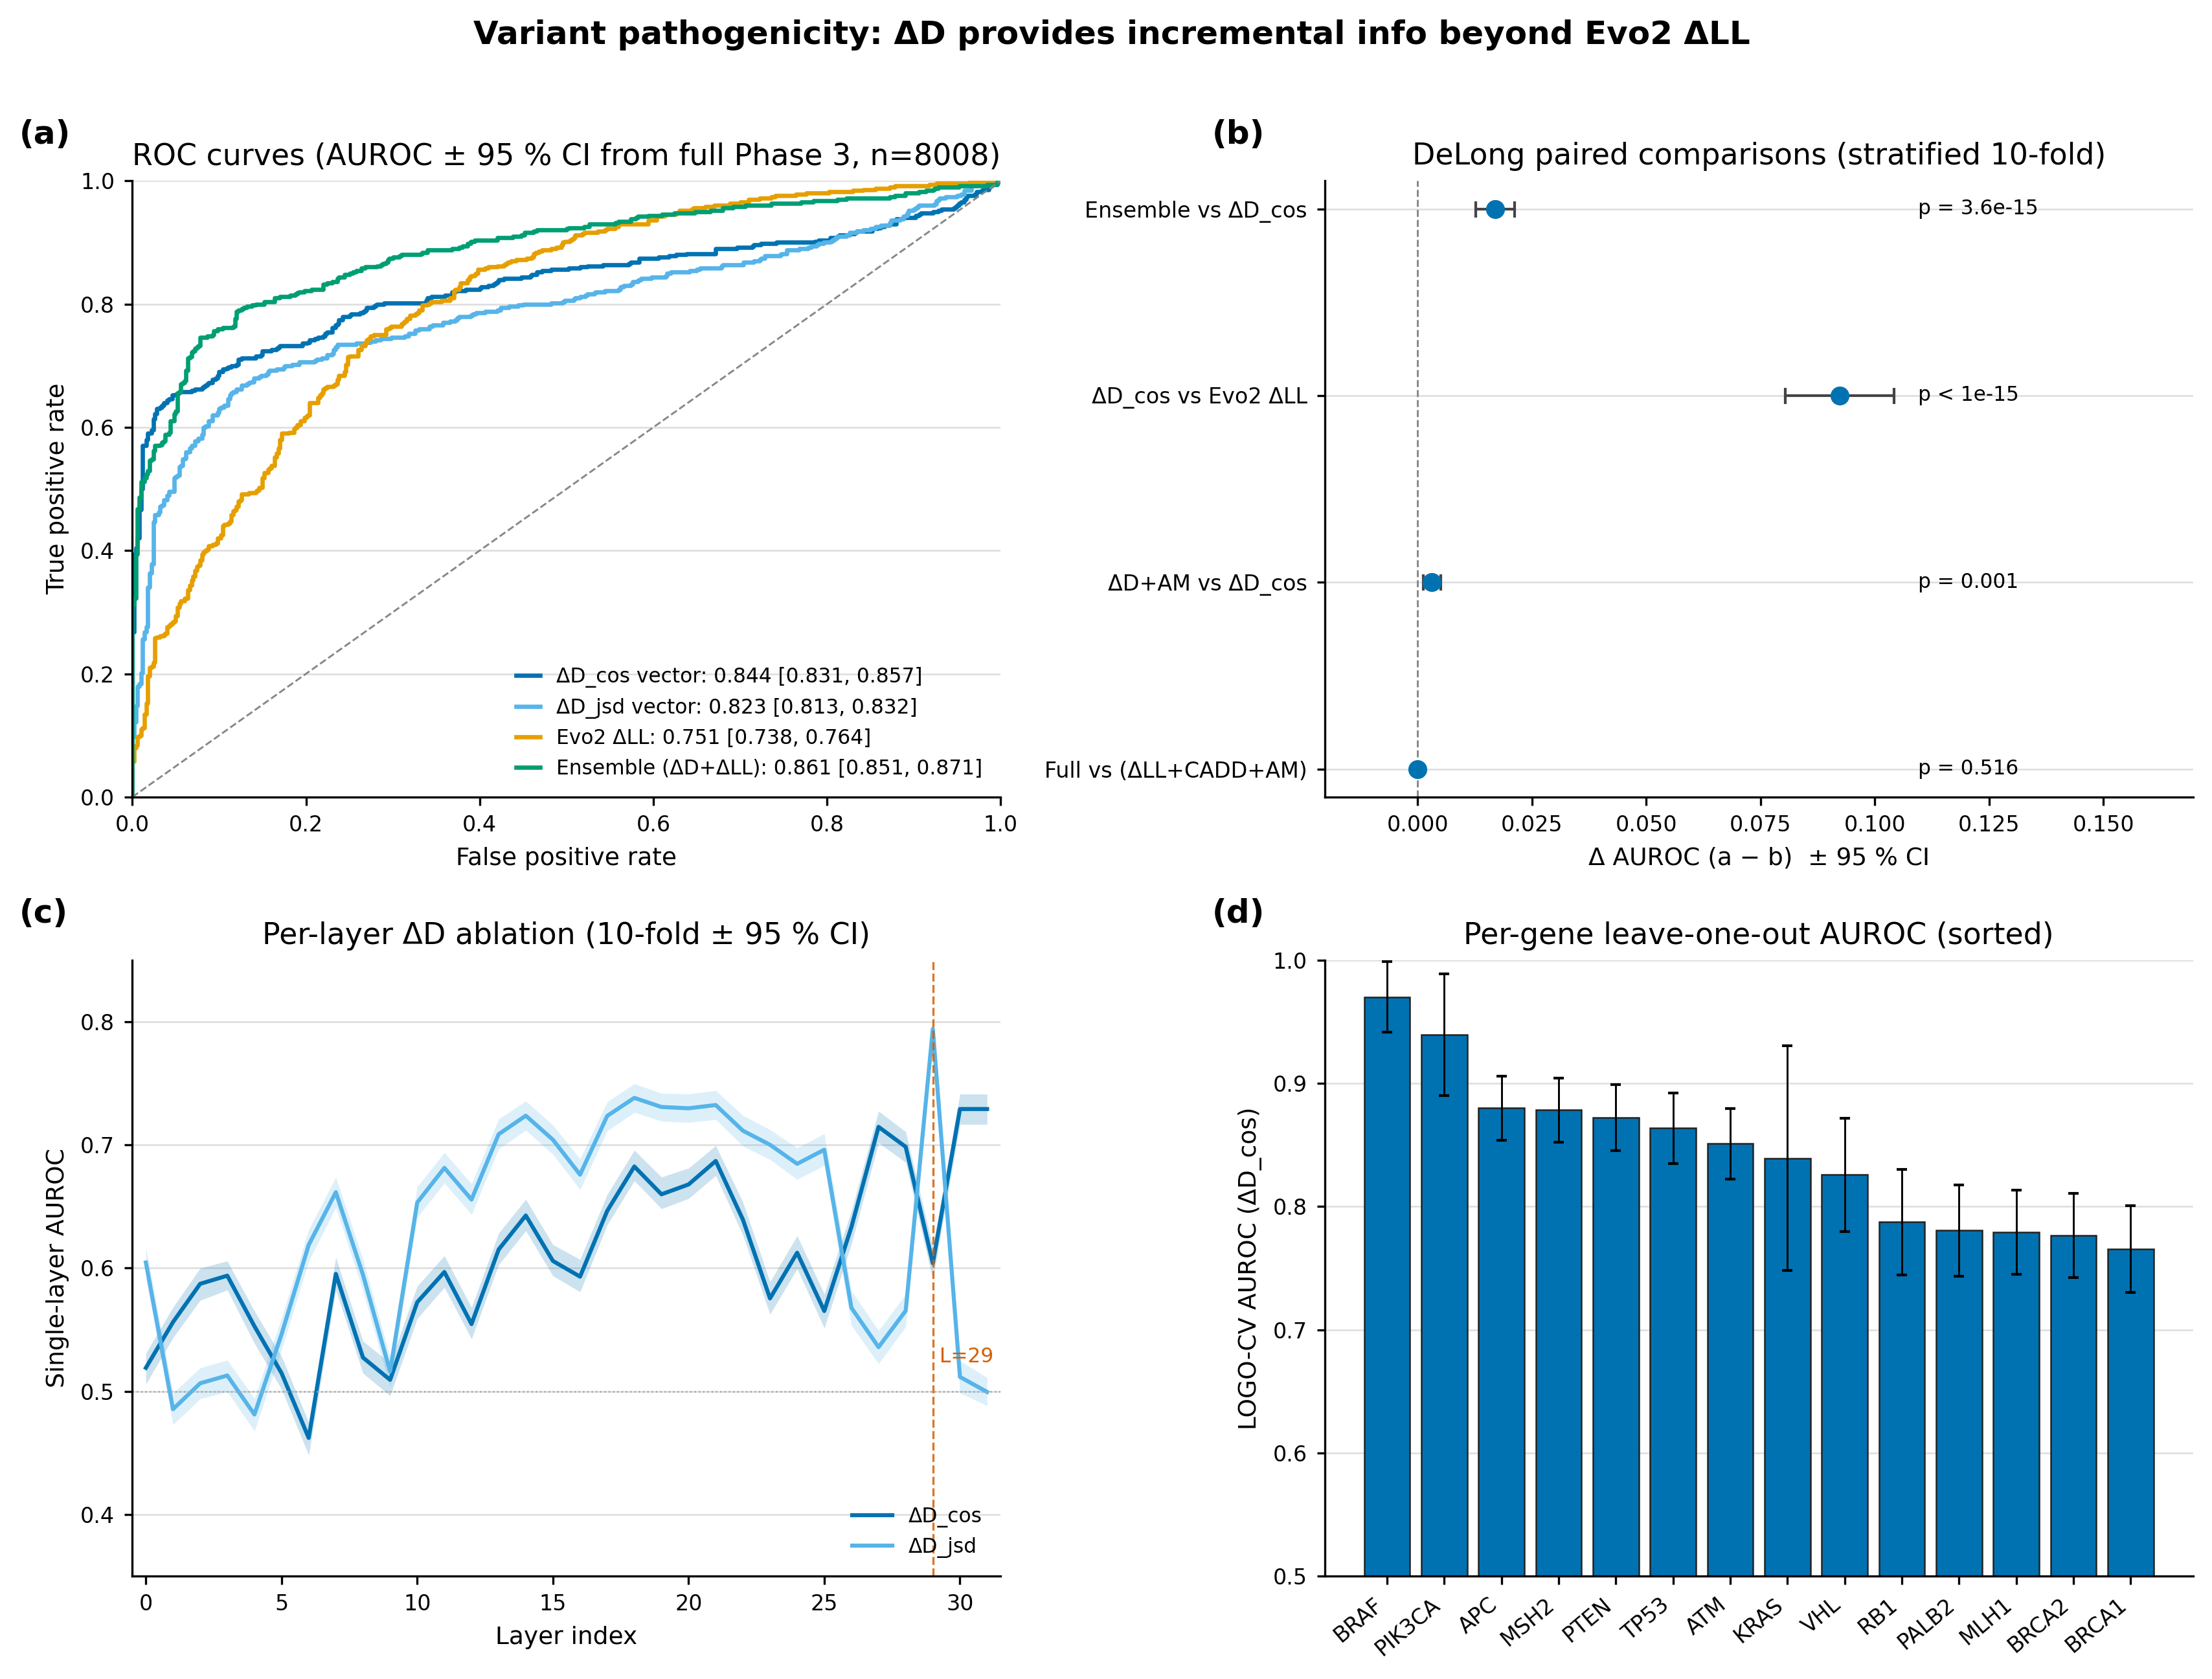 Variant pathogenicity: ΔD provides incremental info beyond Evo2 ΔLL
(a)
ROC curves (AUROC ± 95 % CI from full Phase 3, n=8008)
True positive rate
1.0
0.8
0.6
0.4
0.2
0.0
ΔD_cos vector: 0.844 [0.831, 0.857]
ΔD_jsd vector: 0.823 [0.813, 0.832]
Evo2 ΔLL: 0.751 [0.738, 0.764]
Ensemble (ΔD+ΔLL): 0.861 [0.851, 0.871]
0.0 0.2 0.4 0.6 0.8 1.0
False positive rate
(b)
DeLong paired comparisons (stratified 10-fold)
Ensemble vs ΔD_cos p = 3.6e-15
ΔD_cos vs Evo2 ΔLL p < 1e-15
ΔD+AM vs ΔD_cos p = 0.001
Full vs (ΔLL+CADD+AM) p = 0.516
0.000 0.025 0.050 0.075 0.100 0.125 0.150
Δ AUROC (a − b) ± 95 % CI
(c)
Per-layer ΔD ablation (10-fold ± 95 % CI)
Single-layer AUROC
0.8
0.7
0.6
0.5
0.4
L=29
ΔD_cos
ΔD_jsd
0 5 10 15 20 25 30
Layer index
(d)
Per-gene leave-one-out AUROC (sorted)
LOGO-CV AUROC (ΔD_cos)
1.0
0.9
0.8
0.7
0.6
0.5
BRAF PIK3CA APC MSH2 PTEN TP53 ATM KRAS VHL RB1 PALB2 MLH1 BRCA2 BRCA1